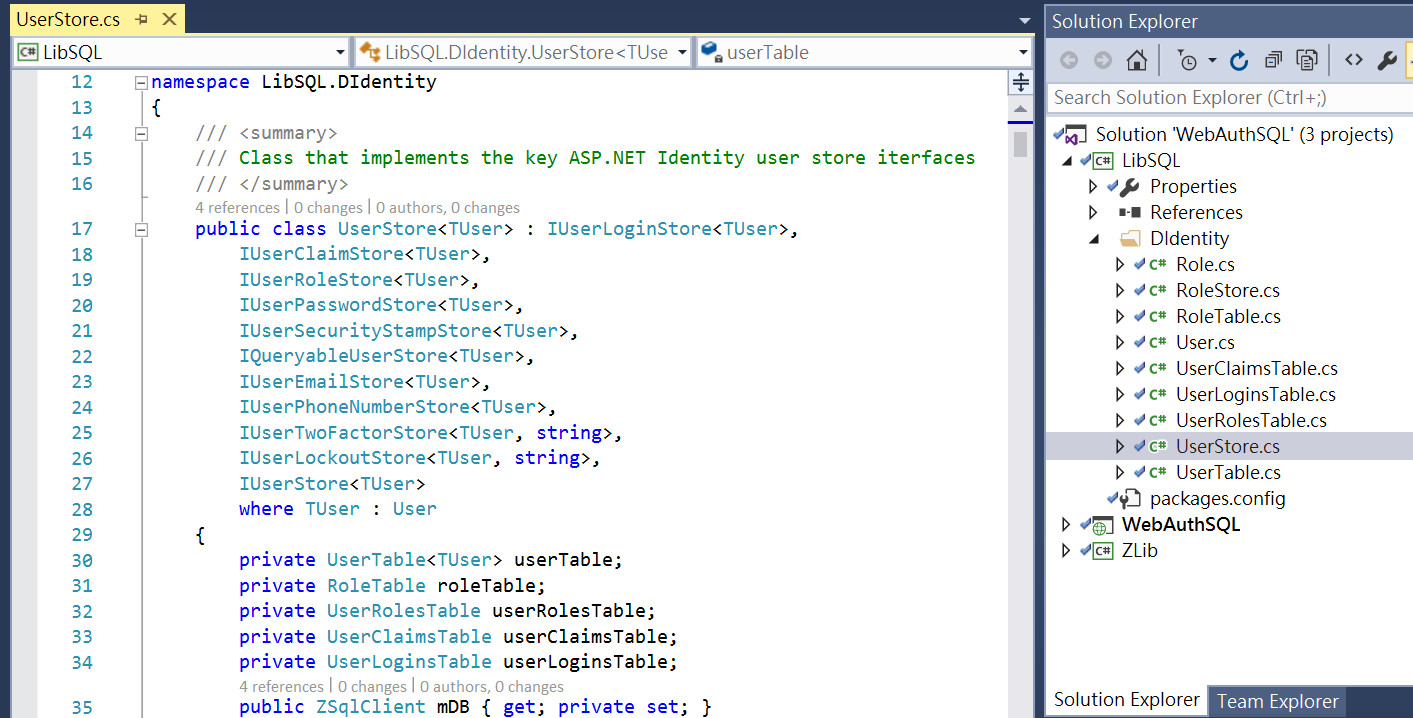 UserStore.cs
LibSQL
LibSQL.DIdentity.UserStore<TUse
userTable
12 namespace LibSQL.DIdentity
13 {
14 /// <summary>
15 /// Class that implements the key ASP.NET Identity user store iterfaces
16 /// </summary>
4 references | 0 changes | 0 authors, 0 changes
17 public class UserStore<TUser> : IUserLoginStore<TUser>,
18 IUserClaimStore<TUser>,
19 IUserRoleStore<TUser>,
20 IUserPasswordStore<TUser>,
21 IUserSecurityStampStore<TUser>,
22 IQueryableUserStore<TUser>,
23 IUserEmailStore<TUser>,
24 IUserPhoneNumberStore<TUser>,
25 IUserTwoFactorStore<TUser, string>,
26 IUserLockoutStore<TUser, string>,
27 IUserStore<TUser>
28 where TUser : User
29 {
30 private UserTable<TUser> userTable;
31 private RoleTable roleTable;
32 private UserRolesTable userRolesTable;
33 private UserClaimsTable userClaimsTable;
34 private UserLoginsTable userLoginsTable;
4 references | 0 changes | 0 authors, 0 changes
35 public ZSqlClient mDB { get; private set; }
Solution Explorer
Search Solution Explorer (Ctrl+;)
Solution 'WebAuthSQL' (3 projects)
C# LibSQL
Properties
References
DIdentity
C# Role.cs
C# RoleStore.cs
C# RoleTable.cs
C# User.cs
C# UserClaimsTable.cs
C# UserLoginsTable.cs
C# UserRolesTable.cs
C# UserStore.cs
C# UserTable.cs
packages.config
WebAuthSQL
C# ZLib
Solution Explorer
Team Explorer